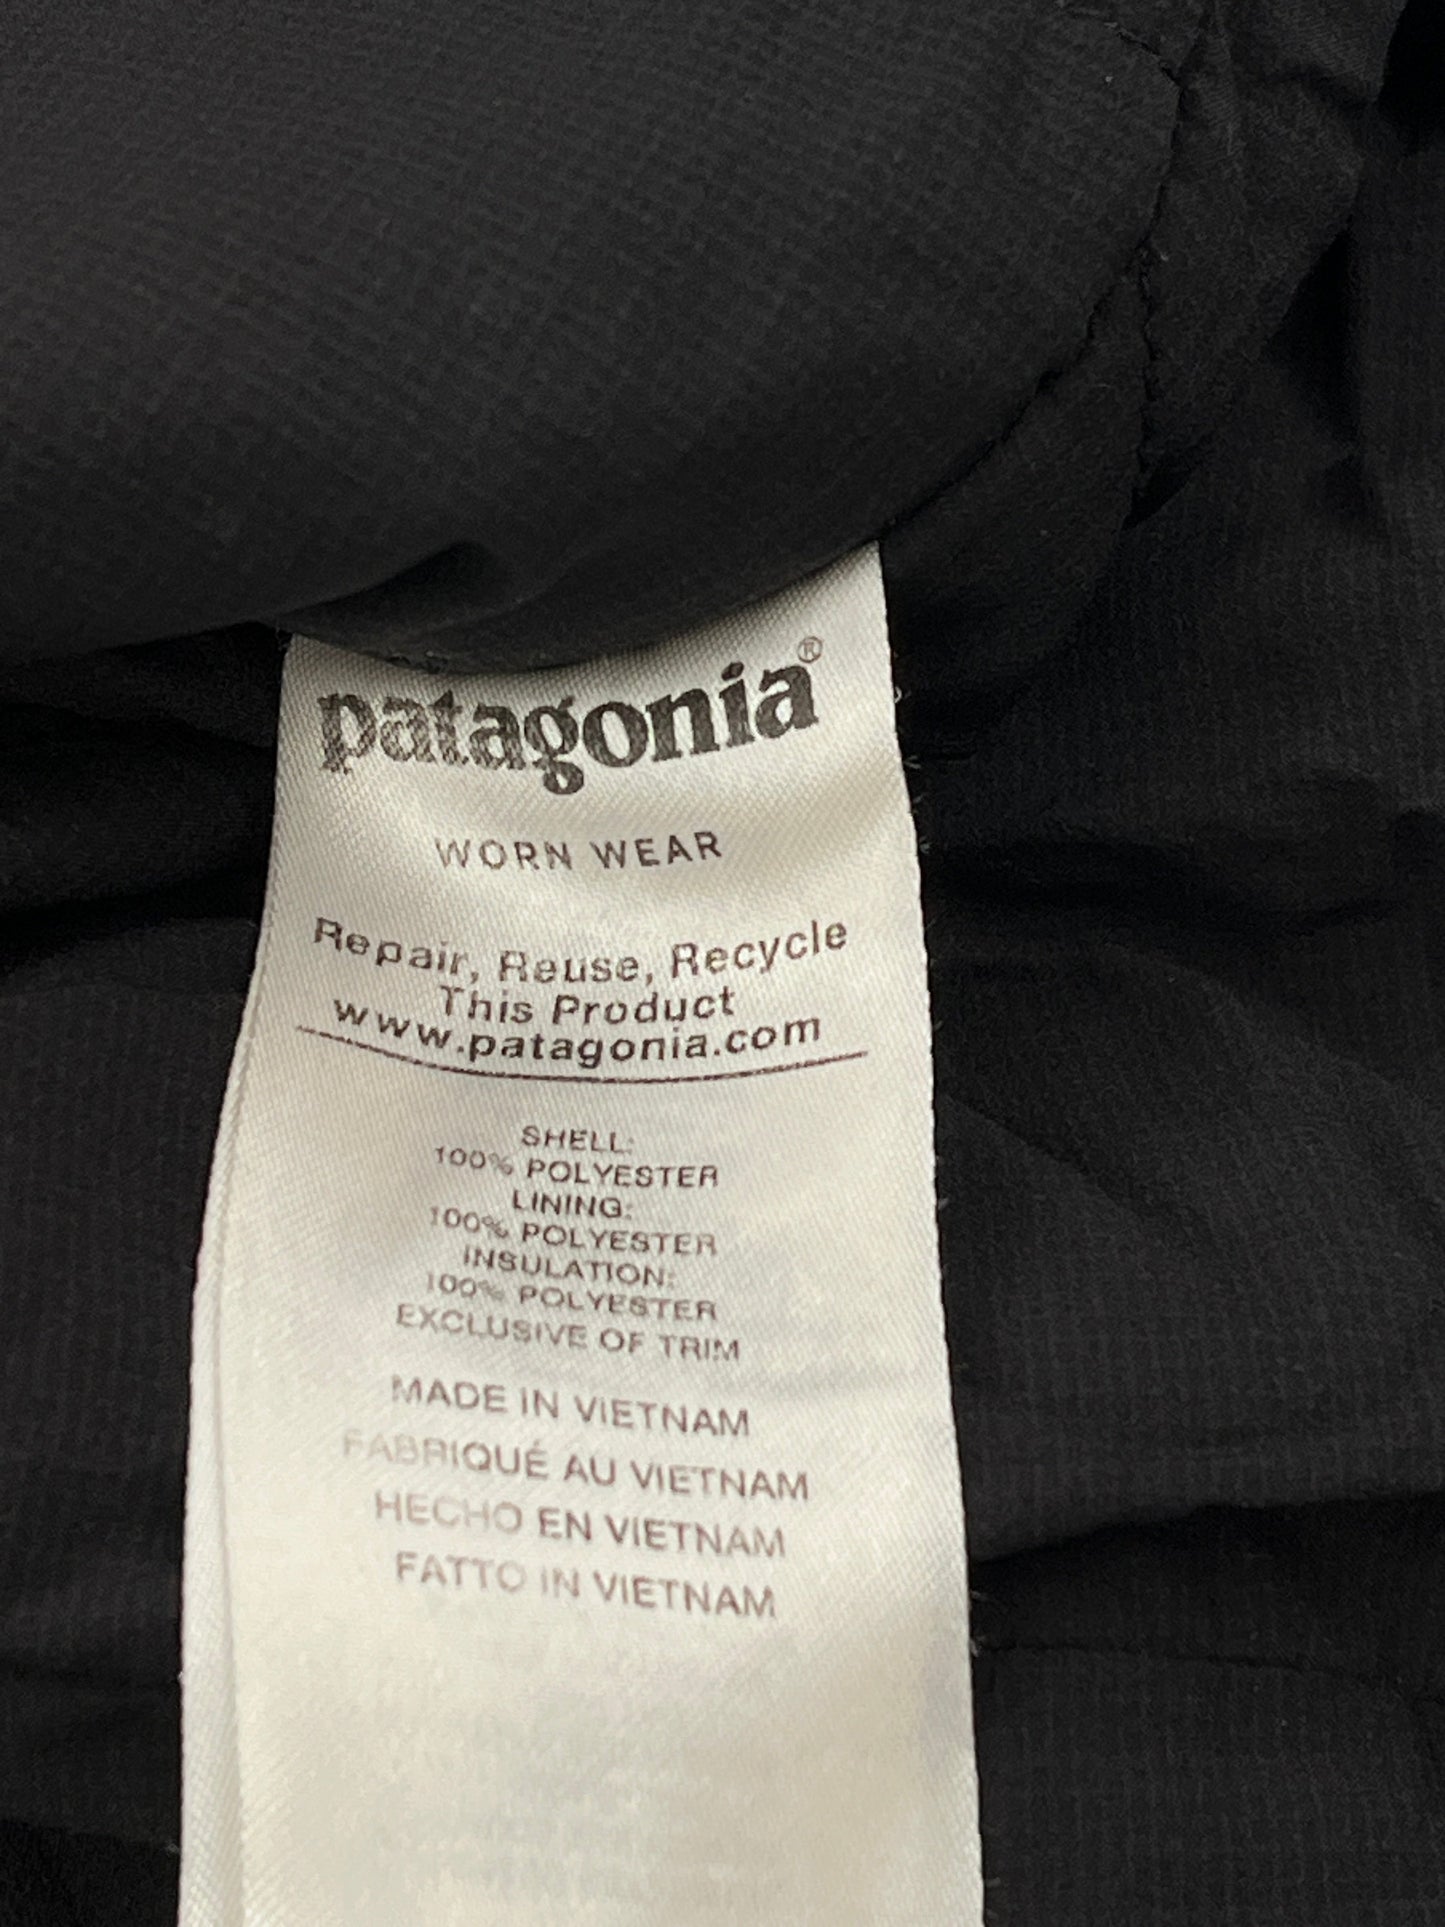 patagonia®
WORN WEAR
Repair, Reuse, Recycle
This Product
www.patagonia.com
SHELL:
100% POLYESTER
LINING:
100% POLYESTER
INSULATION:
100% POLYESTER
EXCLUSIVE OF TRIM
MADE IN VIETNAM
FABRIQUÉ AU VIETNAM
HECHO EN VIETNAM
FATTO IN VIETNAM